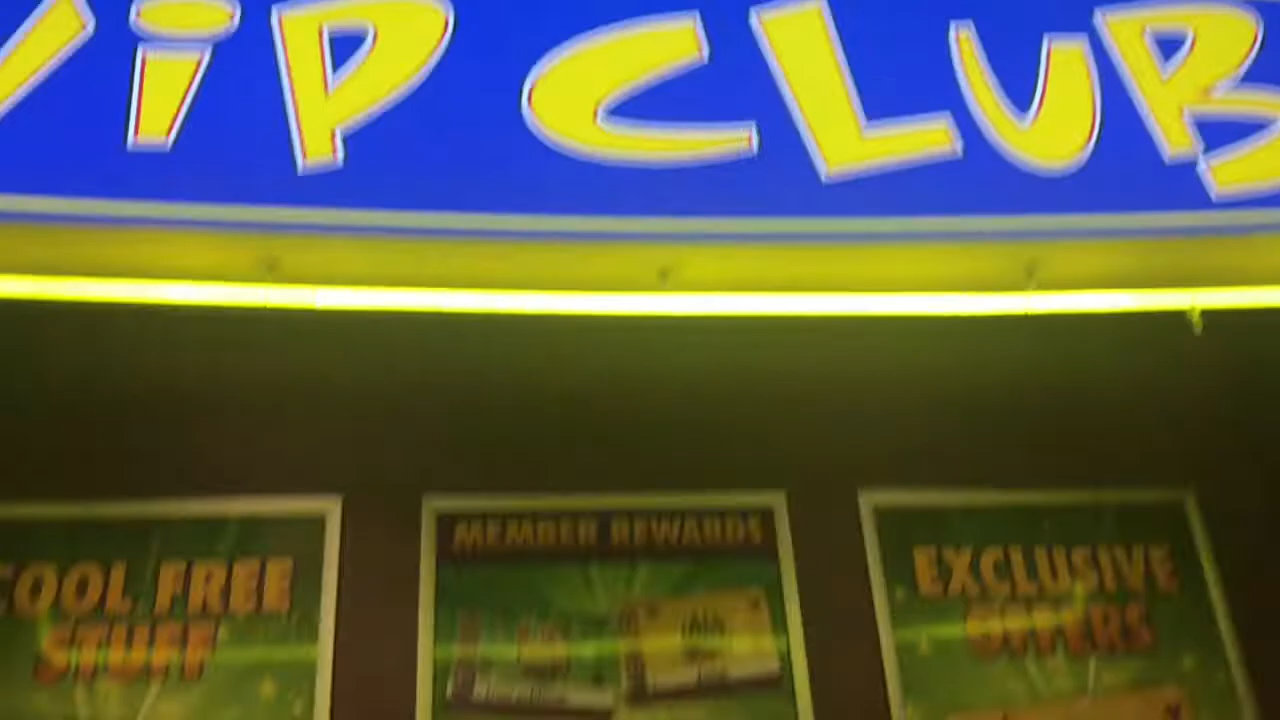 ViP CLUB
COOL FREE
STUFF
MEMBER REWARDS
EXCLUSIVE
OFFERS